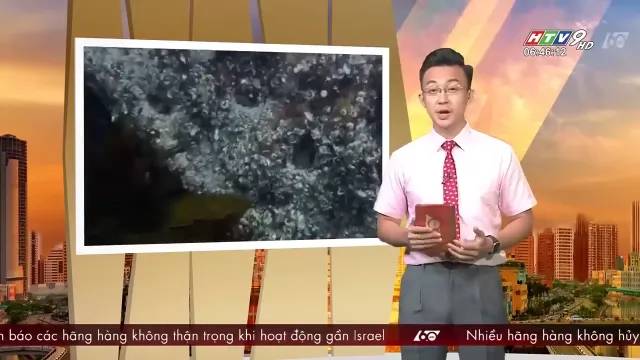 HTV9 HD
06:46:12
n báo các hãng hàng không thận trọng khi hoạt động gần Israel
60
Nhiều hãng hàng không hủy